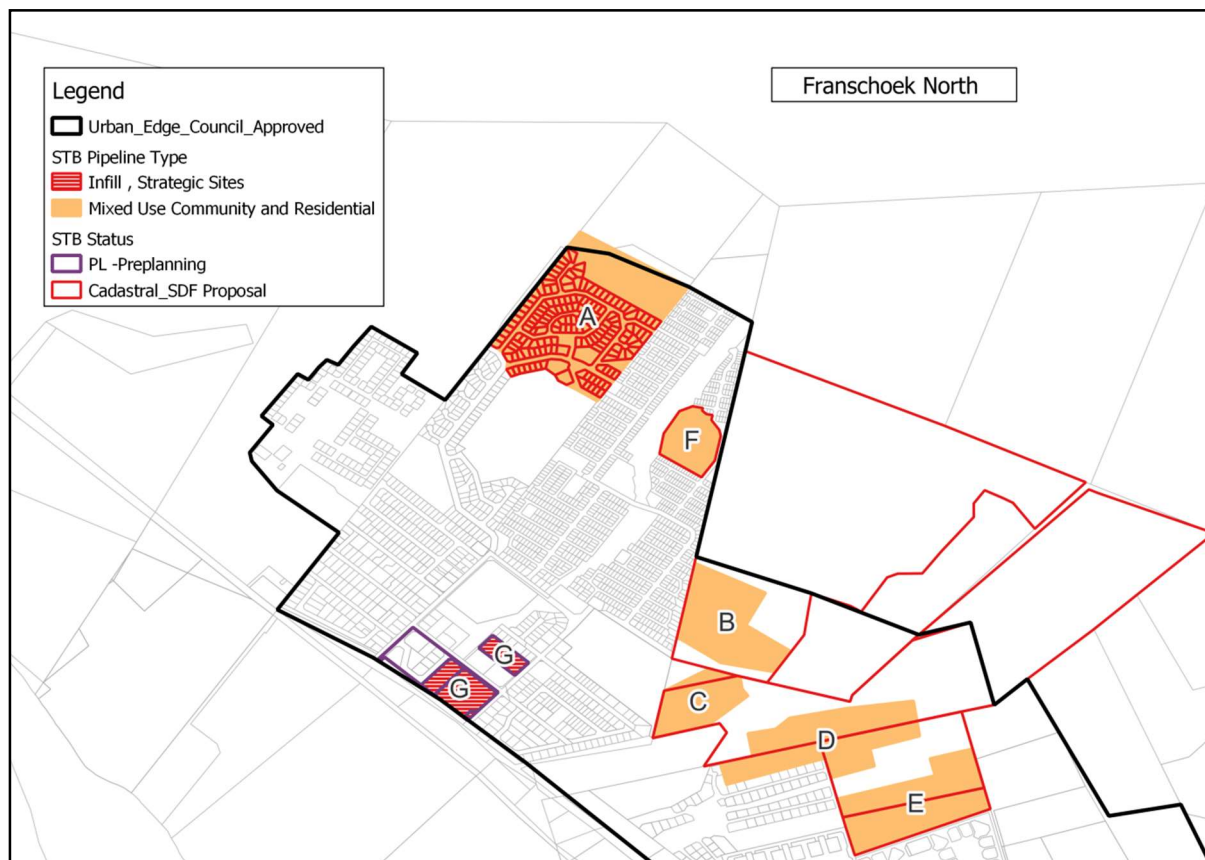 Franschoek North
Legend
Urban_Edge_Council_Approved
STB Pipeline Type
Infill , Strategic Sites
Mixed Use Community and Residential
STB Status
PL -Preplanning
Cadastral_SDF Proposal
A
F
B
G
G
C
D
E